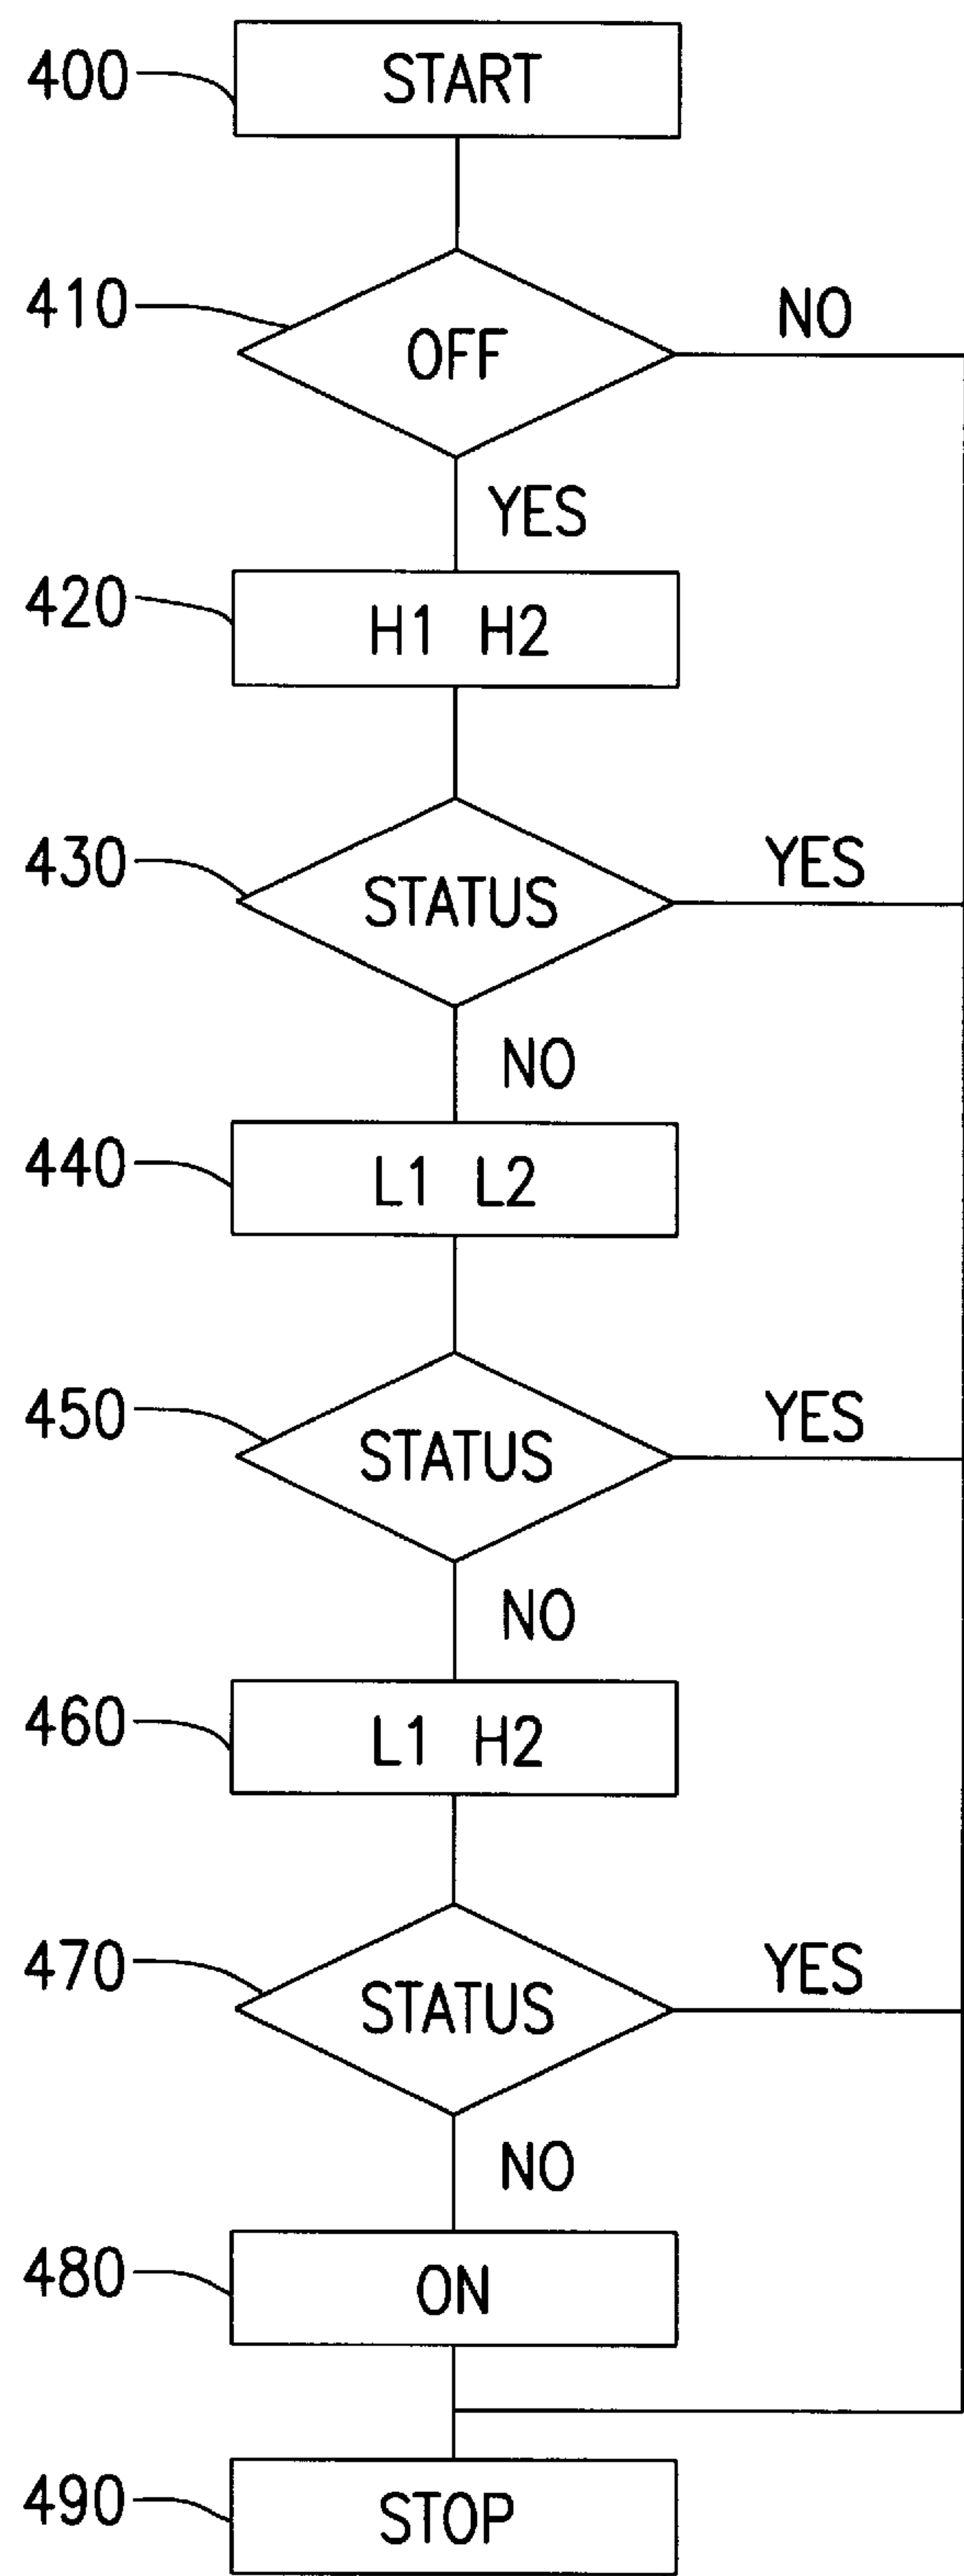 400 START
410 OFF NO
YES
420 H1 H2
430 STATUS YES
NO
440 L1 L2
450 STATUS YES
NO
460 L1 H2
470 STATUS YES
NO
480 ON
490 STOP